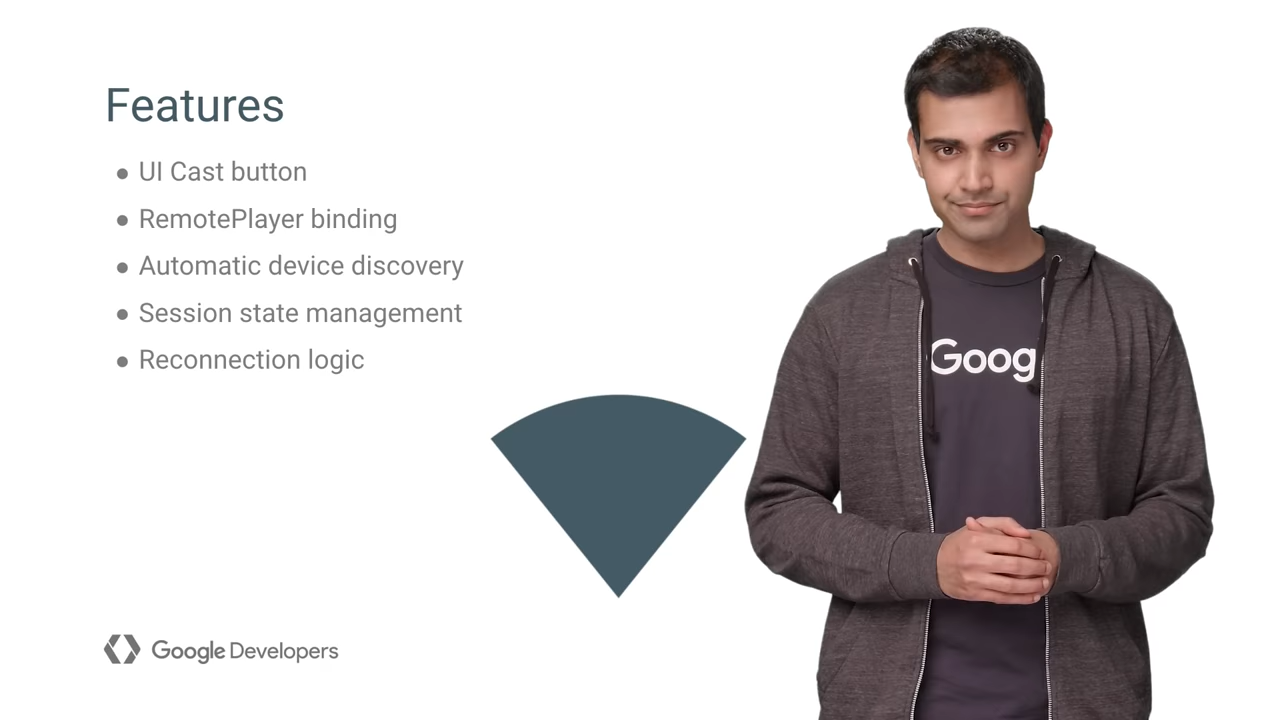 Features
● UI Cast button
● RemotePlayer binding
● Automatic device discovery
● Session state management
● Reconnection logic
Goog
Google Developers